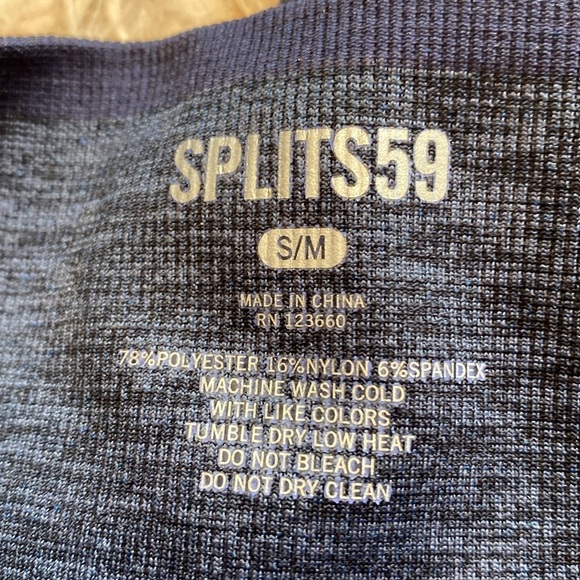 SPLITS59
S/M
MADE IN CHINA
RN 123660
78%POLYESTER 16%NYLON 6%SPANDEX
MACHINE WASH COLD
WITH LIKE COLORS
TUMBLE DRY LOW HEAT
DO NOT BLEACH
DO NOT DRY CLEAN